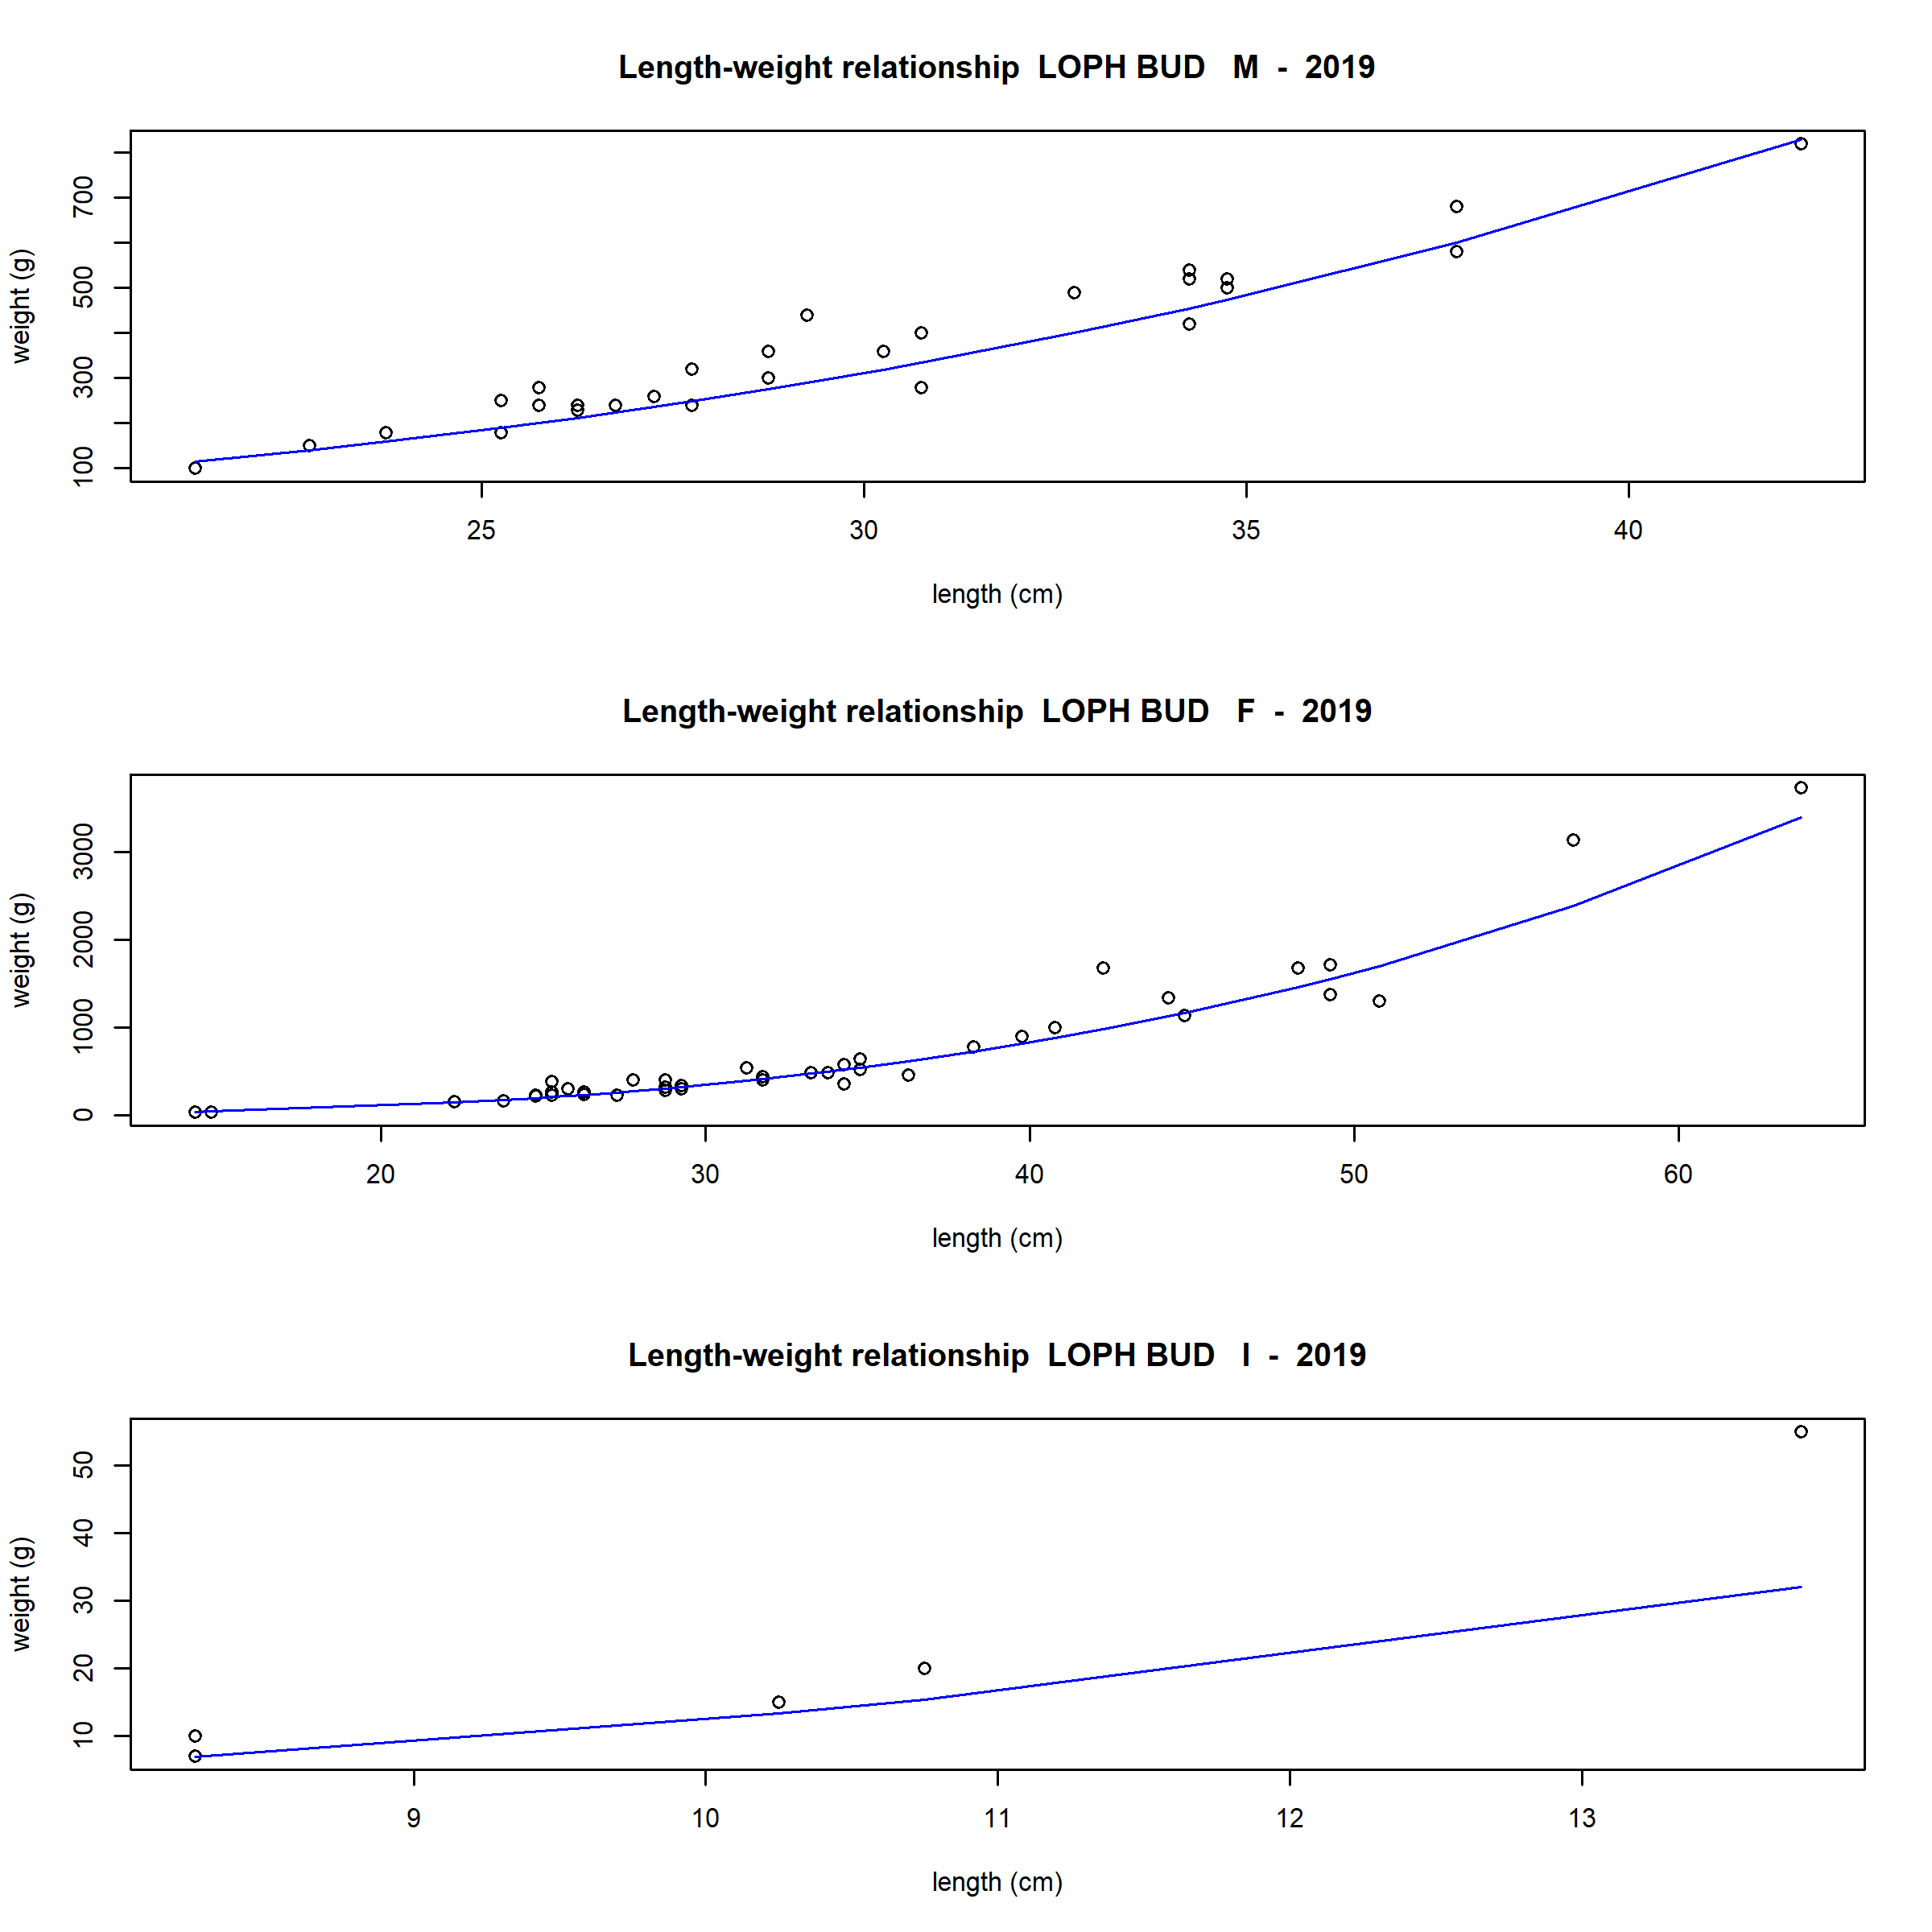 Length-weight relationship  LOPH BUD   M  -  2019
weight (g)
100 300 500 700
25 30 35 40
length (cm)
Length-weight relationship  LOPH BUD   F  -  2019
weight (g)
0 1000 2000 3000
20 30 40 50 60
length (cm)
Length-weight relationship  LOPH BUD   I  -  2019
weight (g)
10 20 30 40 50
9 10 11 12 13
length (cm)